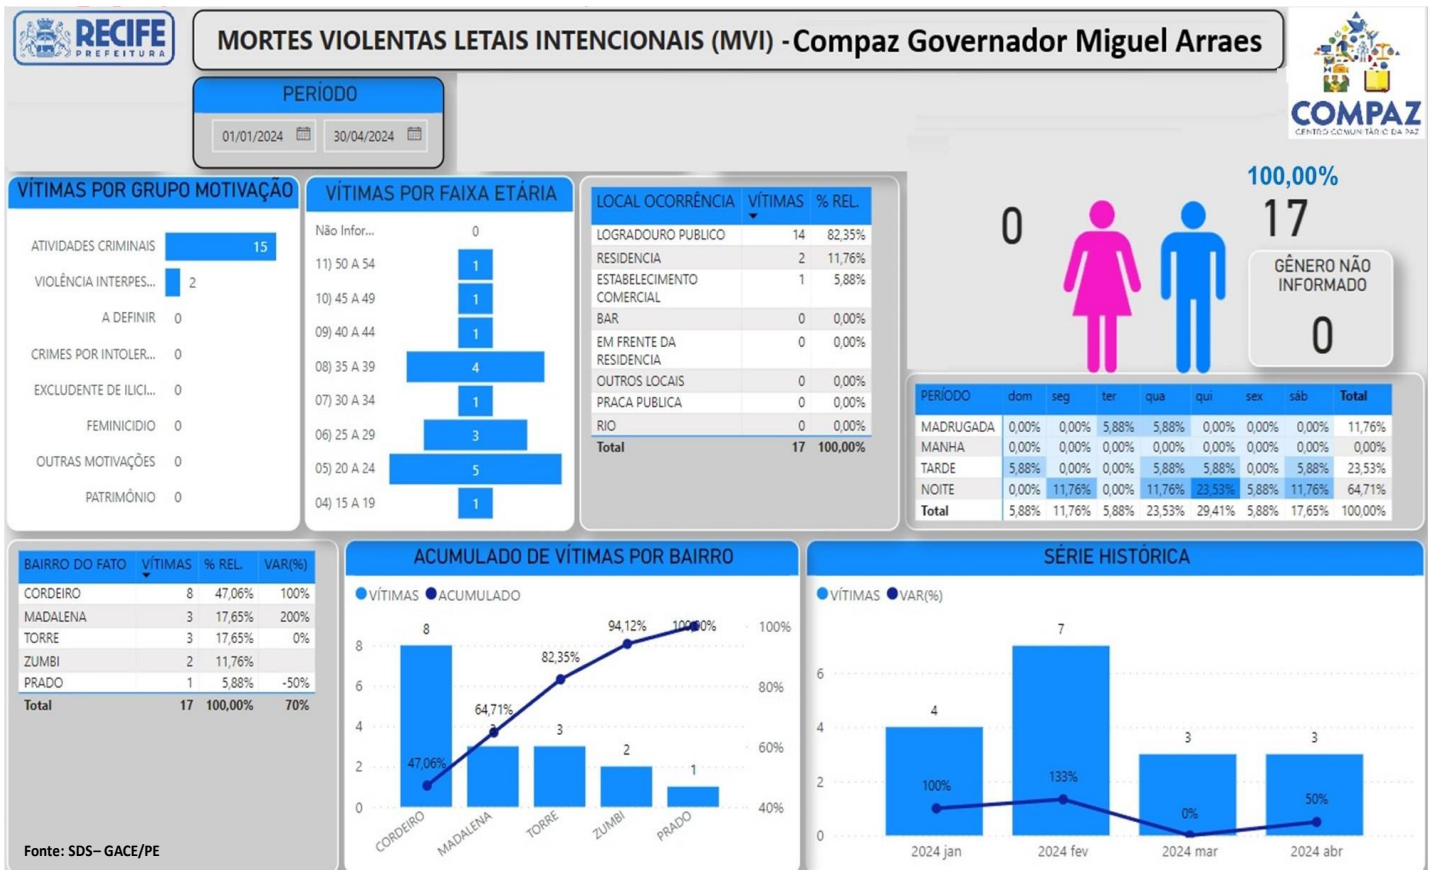 RECIFE
PREFEITURA
MORTES VIOLENTAS LETAIS INTENCIONAIS (MVI) - Compaz Governador Miguel Arraes
COMPAZ
CENTRO COMUNITÁRIO DA PAZ
PERÍODO
01/01/2024 30/04/2024
VÍTIMAS POR GRUPO MOTIVAÇÃO
ATIVIDADES CRIMINAIS 15
VIOLÊNCIA INTERPES... 2
A DEFINIR 0
CRIMES POR INTOLER... 0
EXCLUDENTE DE ILICI... 0
FEMINICIDIO 0
OUTRAS MOTIVAÇÕES 0
PATRIMÔNIO 0
VÍTIMAS POR FAIXA ETÁRIA
Não Infor... 0
11) 50 A 54 1
10) 45 A 49 1
09) 40 A 44 1
08) 35 A 39 4
07) 30 A 34 1
06) 25 A 29 3
05) 20 A 24 5
04) 15 A 19 1
LOCAL OCORRÊNCIA VÍTIMAS % REL.
LOGRADOURO PUBLICO 14 82,35%
RESIDENCIA 2 11,76%
ESTABELECIMENTO 1 5,88%
COMERCIAL
BAR 0 0,00%
EM FRENTE DA 0 0,00%
RESIDENCIA
OUTROS LOCAIS 0 0,00%
PRACA PUBLICA 0 0,00%
RIO 0 0,00%
Total 17 100,00%
100,00%
0 17
GÊNERO NÃO
INFORMADO
0
PERÍODO dom seg ter qua qui sex sáb Total
MADRUGADA 0,00% 0,00% 5,88% 5,88% 0,00% 0,00% 0,00% 11,76%
MANHA 0,00% 0,00% 0,00% 0,00% 0,00% 0,00% 0,00% 0,00%
TARDE 5,88% 0,00% 0,00% 5,88% 5,88% 0,00% 5,88% 23,53%
NOITE 0,00% 11,76% 0,00% 11,76% 23,53% 5,88% 11,76% 64,71%
Total 5,88% 11,76% 5,88% 23,53% 29,41% 5,88% 17,65% 100,00%
BAIRRO DO FATO VÍTIMAS % REL. VAR(%)
CORDEIRO 8 47,06% 100%
MADALENA 3 17,65% 200%
TORRE 3 17,65% 0%
ZUMBI 2 11,76%
PRADO 1 5,88% -50%
Total 17 100,00% 70%
Fonte: SDS– GACE/PE
ACUMULADO DE VÍTIMAS POR BAIRRO
VÍTIMAS ACUMULADO
8 94,12% 100,00% 100%
8
82,35%
6 80%
64,71%
4 3 3
60%
2
2 47,06% 1
0 40%
CORDEIRO MADALENA TORRE ZUMBI PRADO
SÉRIE HISTÓRICA
VÍTIMAS VAR(%)
7
6
4
4 3 3
2 100% 133% 0% 50%
0
2024 jan 2024 fev 2024 mar 2024 abr